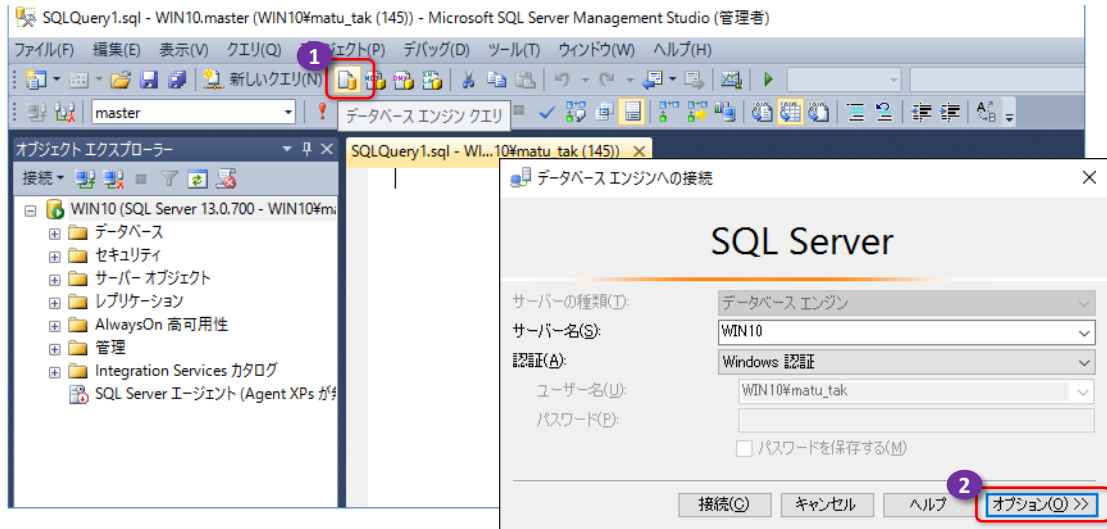 SQLQuery1.sql - WIN10.master (WIN10¥matu_tak (145)) - Microsoft SQL Server Management Studio (管理者)
ファイル(F) 編集(E) 表示(V) クエリ(Q) クト(P) デバッグ(D) ツール(T) ウィンドウ(W) ヘルプ(H)
1
新しいクエリ(N)
master
データベース エンジン クエリ
オブジェクト エクスプローラー
SQLQuery1.sql - WI...10¥matu_tak (145))
接続
WIN10 (SQL Server 13.0.700 - WIN10¥m
データベース
セキュリティ
サーバー オブジェクト
レプリケーション
AlwaysOn 高可用性
管理
Integration Services カタログ
SQL Server エージェント (Agent XPs が
データベース エンジンへの接続
SQL Server
サーバーの種類(T): データベース エンジン
サーバー名(S): WIN10
認証(A): Windows 認証
ユーザー名(U): WIN10¥matu_tak
パスワード(P):
パスワードを保存する(M)
2
接続(C) キャンセル ヘルプ オプション(O) >>